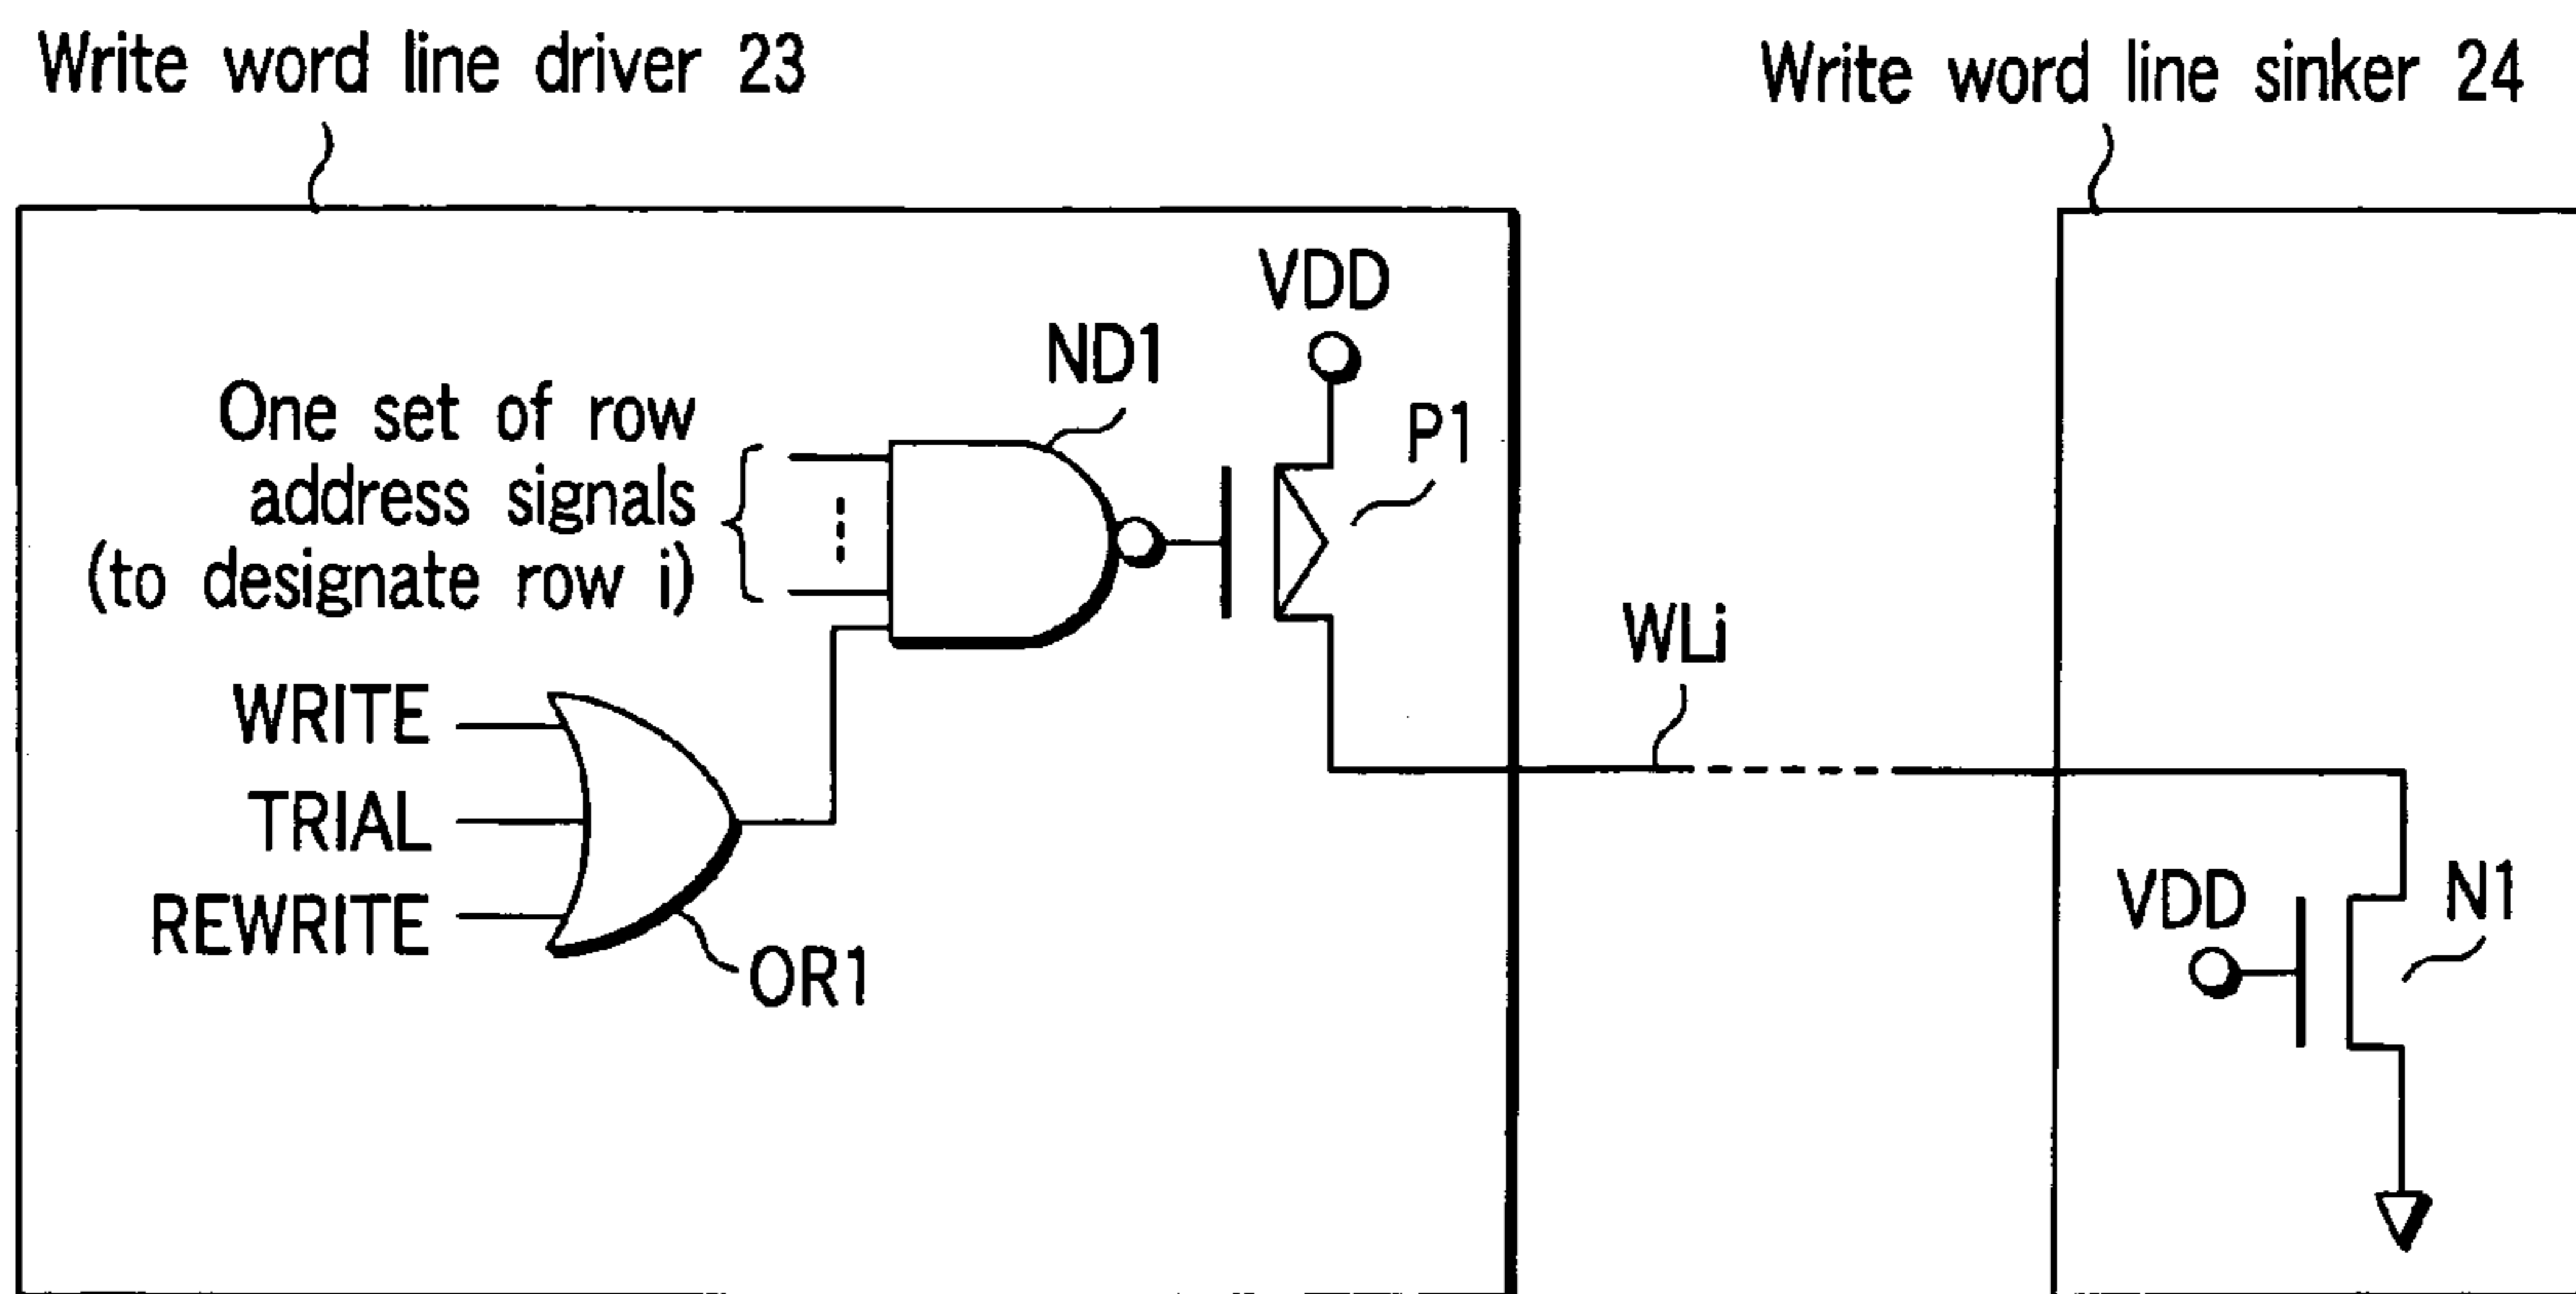 Write word line driver 23
Write word line sinker 24
VDD
ND1
P1
One set of row
address signals
(to designate row i)
WLi
WRITE
TRIAL
REWRITE
OR1
VDD
N1